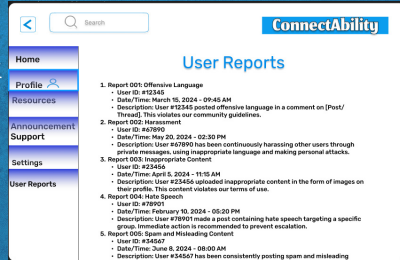 Search
ConnectAbility
Home
Profile
Resources
Announcement
Support
Settings
User Reports
User Reports
1. Report 001: Offensive Language
• User ID: #12345
• Date/Time: March 15, 2024 - 09:45 AM
• Description: User #12345 posted offensive language in a comment on [Post/
Thread]. This violates our community guidelines.
2. Report 002: Harassment
• User ID: #67890
• Date/Time: May 20, 2024 - 02:30 PM
• Description: User #67890 has been continuously harassing other users through
private messages, using inappropriate language and making personal attacks.
3. Report 003: Inappropriate Content
• User ID: #23456
• Date/Time: April 5, 2024 - 11:15 AM
• Description: User #23456 uploaded inappropriate content in the form of images on
their profile. This content violates our terms of use.
4. Report 004: Hate Speech
• User ID: #78901
• Date/Time: February 10, 2024 - 05:20 PM
• Description: User #78901 made a post containing hate speech targeting a specific
group. Immediate action is recommended to prevent escalation.
5. Report 005: Spam and Misleading Content
• User ID: #34567
• Date/Time: June 8, 2024 - 08:00 AM
• Description: User #34567 has been consistently posting spam and misleading